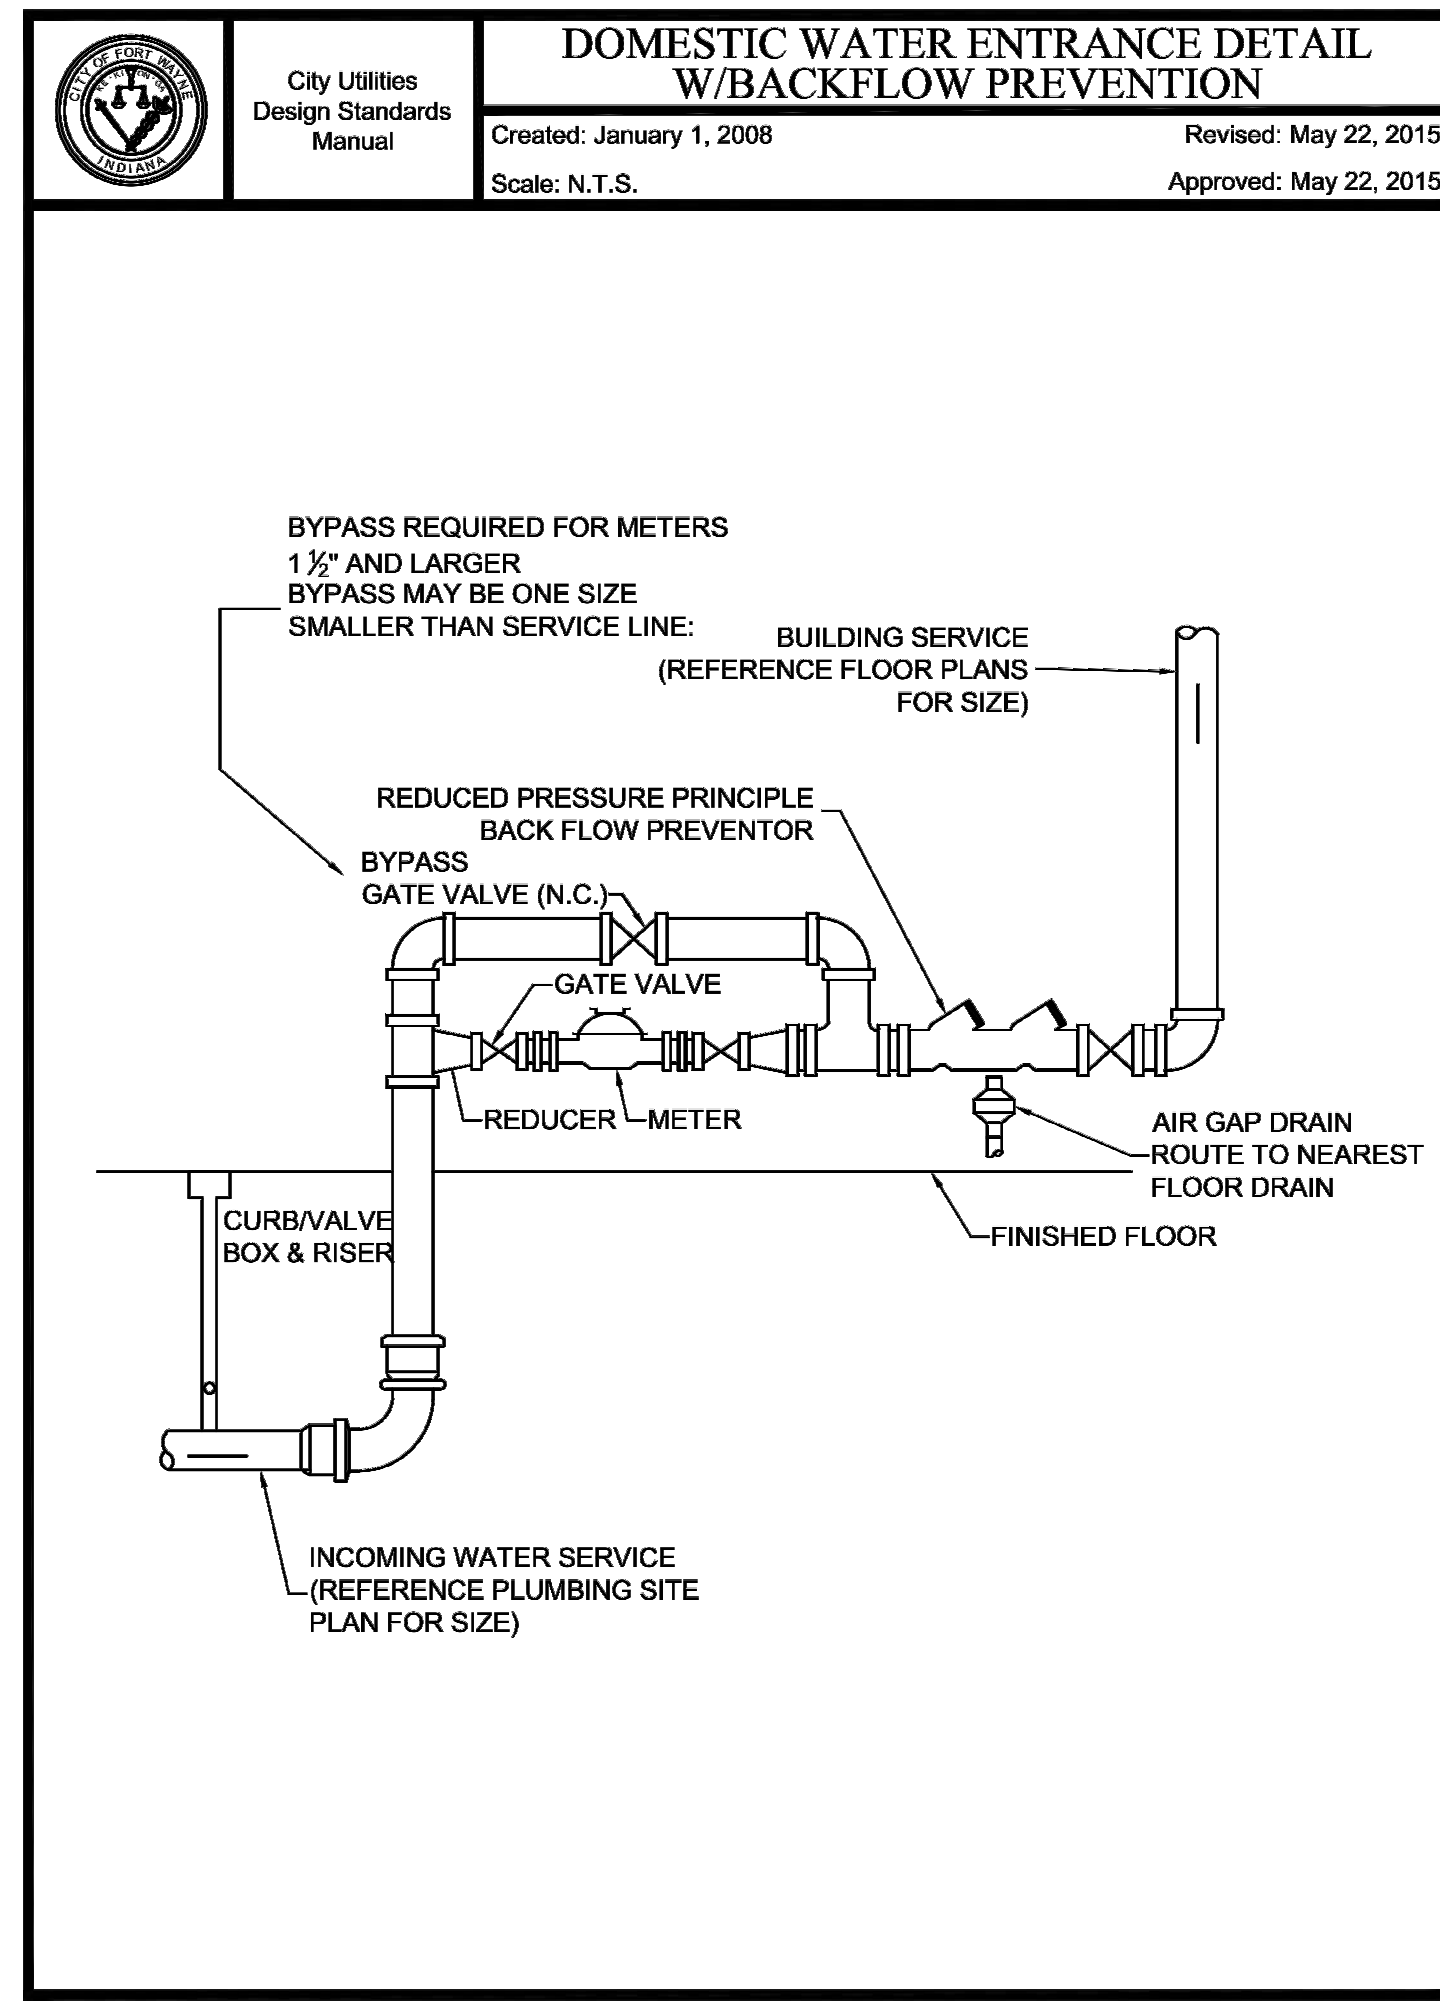 CITY OF FORT WAYNE
KE·KI·ON·GA
INDIANA
City Utilities
Design Standards
Manual
DOMESTIC WATER ENTRANCE DETAIL
W/BACKFLOW PREVENTION
Created: January 1, 2008
Revised: May 22, 2015
Scale: N.T.S.
Approved: May 22, 2015
BYPASS REQUIRED FOR METERS
1 ½" AND LARGER
BYPASS MAY BE ONE SIZE
SMALLER THAN SERVICE LINE:
BUILDING SERVICE
(REFERENCE FLOOR PLANS
FOR SIZE)
REDUCED PRESSURE PRINCIPLE
BACK FLOW PREVENTOR
BYPASS
GATE VALVE (N.C.)
GATE VALVE
REDUCER
METER
AIR GAP DRAIN
ROUTE TO NEAREST
FLOOR DRAIN
CURB/VALVE
BOX & RISER
FINISHED FLOOR
INCOMING WATER SERVICE
(REFERENCE PLUMBING SITE
PLAN FOR SIZE)